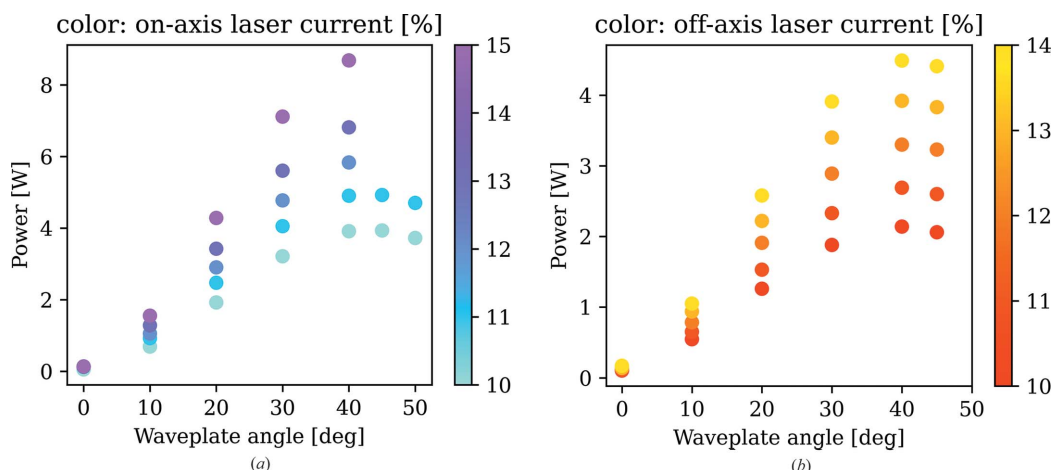 color: on-axis laser current [%]
8
6
4
2
0
Power [W]
0 10 20 30 40 50
Waveplate angle [deg]
15
14
13
12
11
10
(a)
color: off-axis laser current [%]
4
3
2
1
0
Power [W]
0 10 20 30 40 50
Waveplate angle [deg]
14
13
12
11
10
(b)